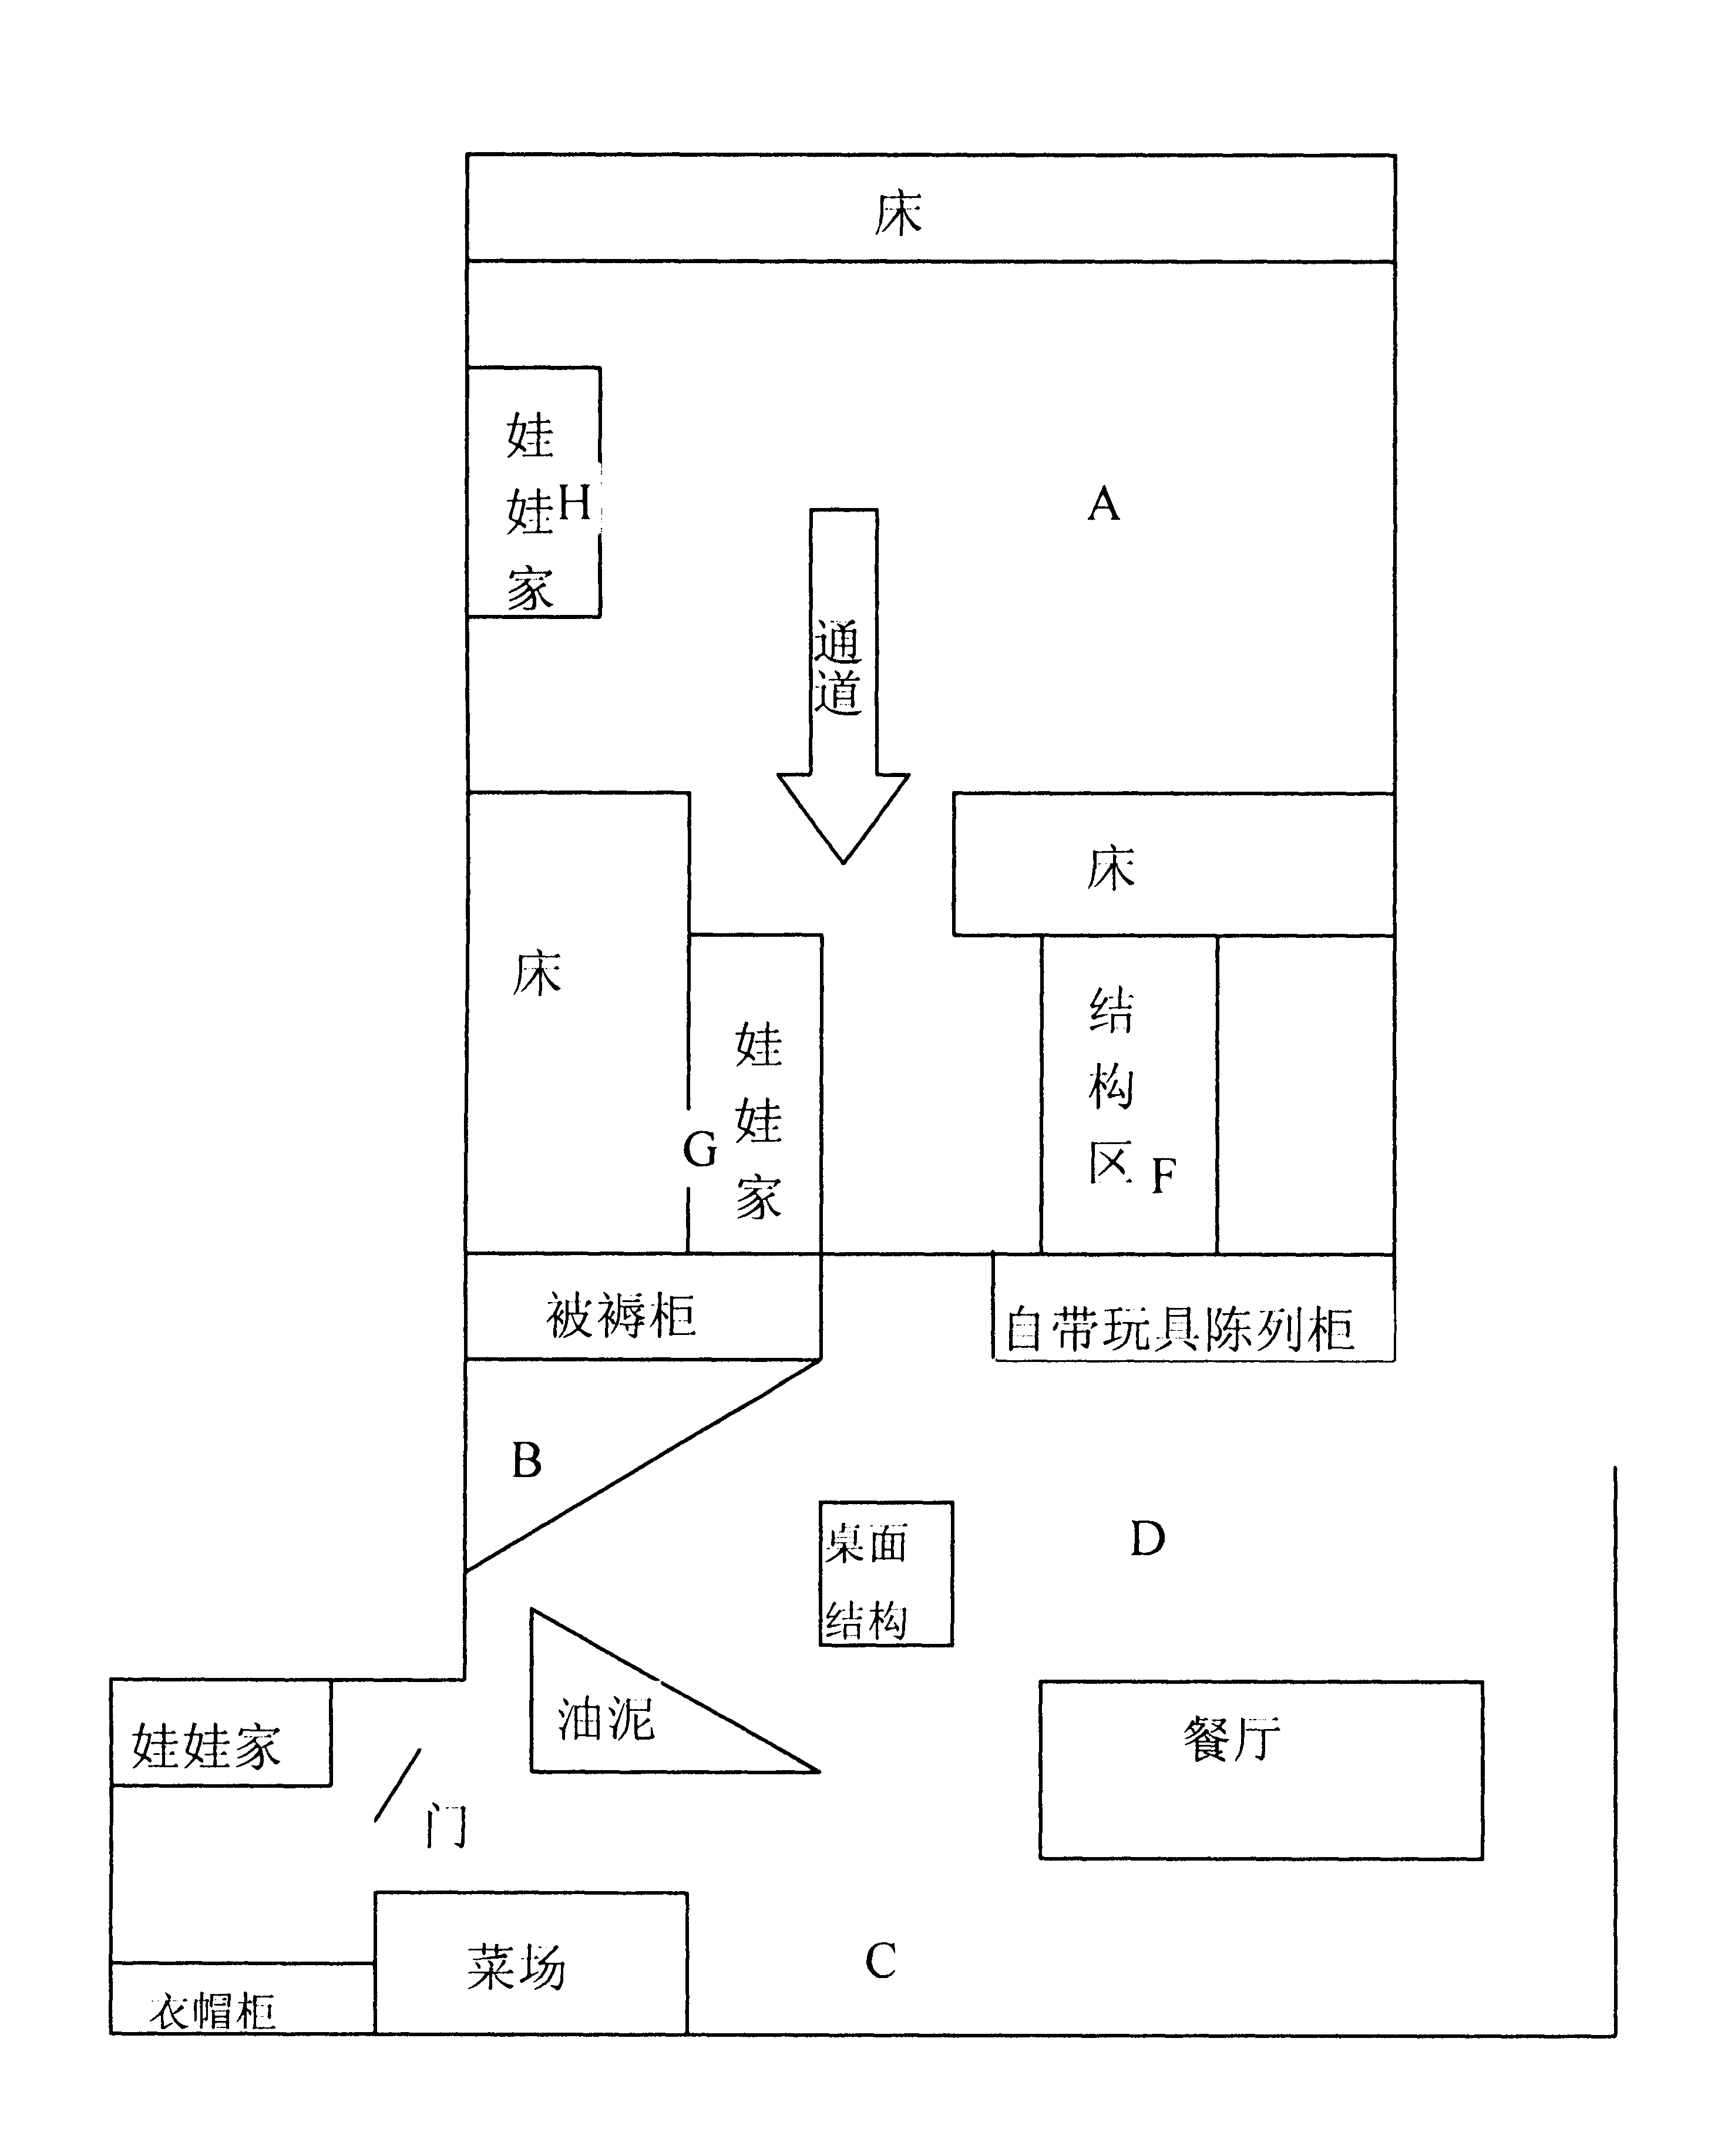 床
娃
娃H
家
A
通
道
床
床
娃
娃
家
G
结
构
区
F
被褥柜
自带玩具陈列柜
B
桌面
结构
D
油泥
餐厅
娃娃家
门
菜场
C
衣帽柜